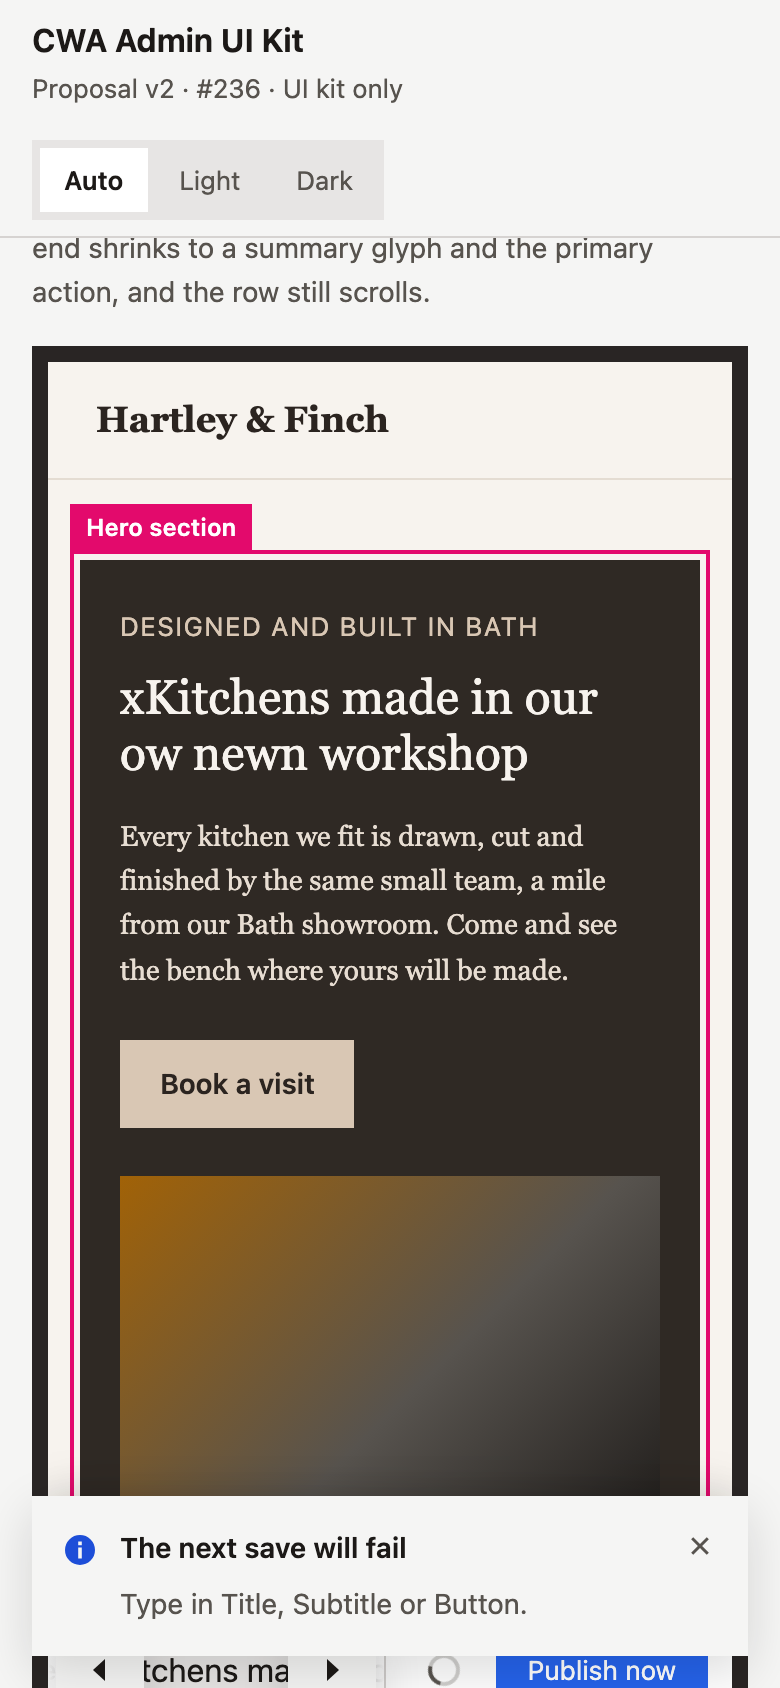 CWA Admin UI Kit
Proposal v2 · #236 · UI kit only
Auto Light Dark
end shrinks to a summary glyph and the primary
action, and the row still scrolls.
Hartley & Finch
Hero section
DESIGNED AND BUILT IN BATH
xKitchens made in our
ow newn workshop
Every kitchen we fit is drawn, cut and
finished by the same small team, a mile
from our Bath showroom. Come and see
the bench where yours will be made.
Book a visit
The next save will fail
Type in Title, Subtitle or Button.
tchens ma
Publish now